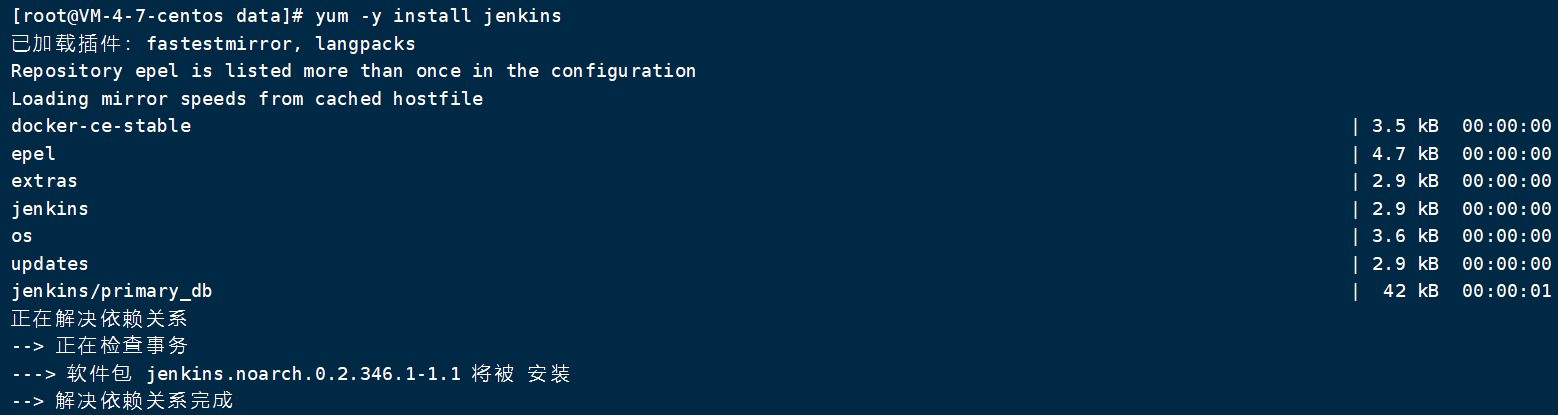 [root@VM-4-7-centos data]# yum -y install jenkins
已加载插件：fastestmirror, langpacks
Repository epel is listed more than once in the configuration
Loading mirror speeds from cached hostfile
docker-ce-stable | 3.5 kB 00:00:00
epel | 4.7 kB 00:00:00
extras | 2.9 kB 00:00:00
jenkins | 2.9 kB 00:00:00
os | 3.6 kB 00:00:00
updates | 2.9 kB 00:00:00
jenkins/primary_db | 42 kB 00:00:01
正在解决依赖关系
--> 正在检查事务
---> 软件包 jenkins.noarch.0.2.346.1-1.1 将被 安装
--> 解决依赖关系完成